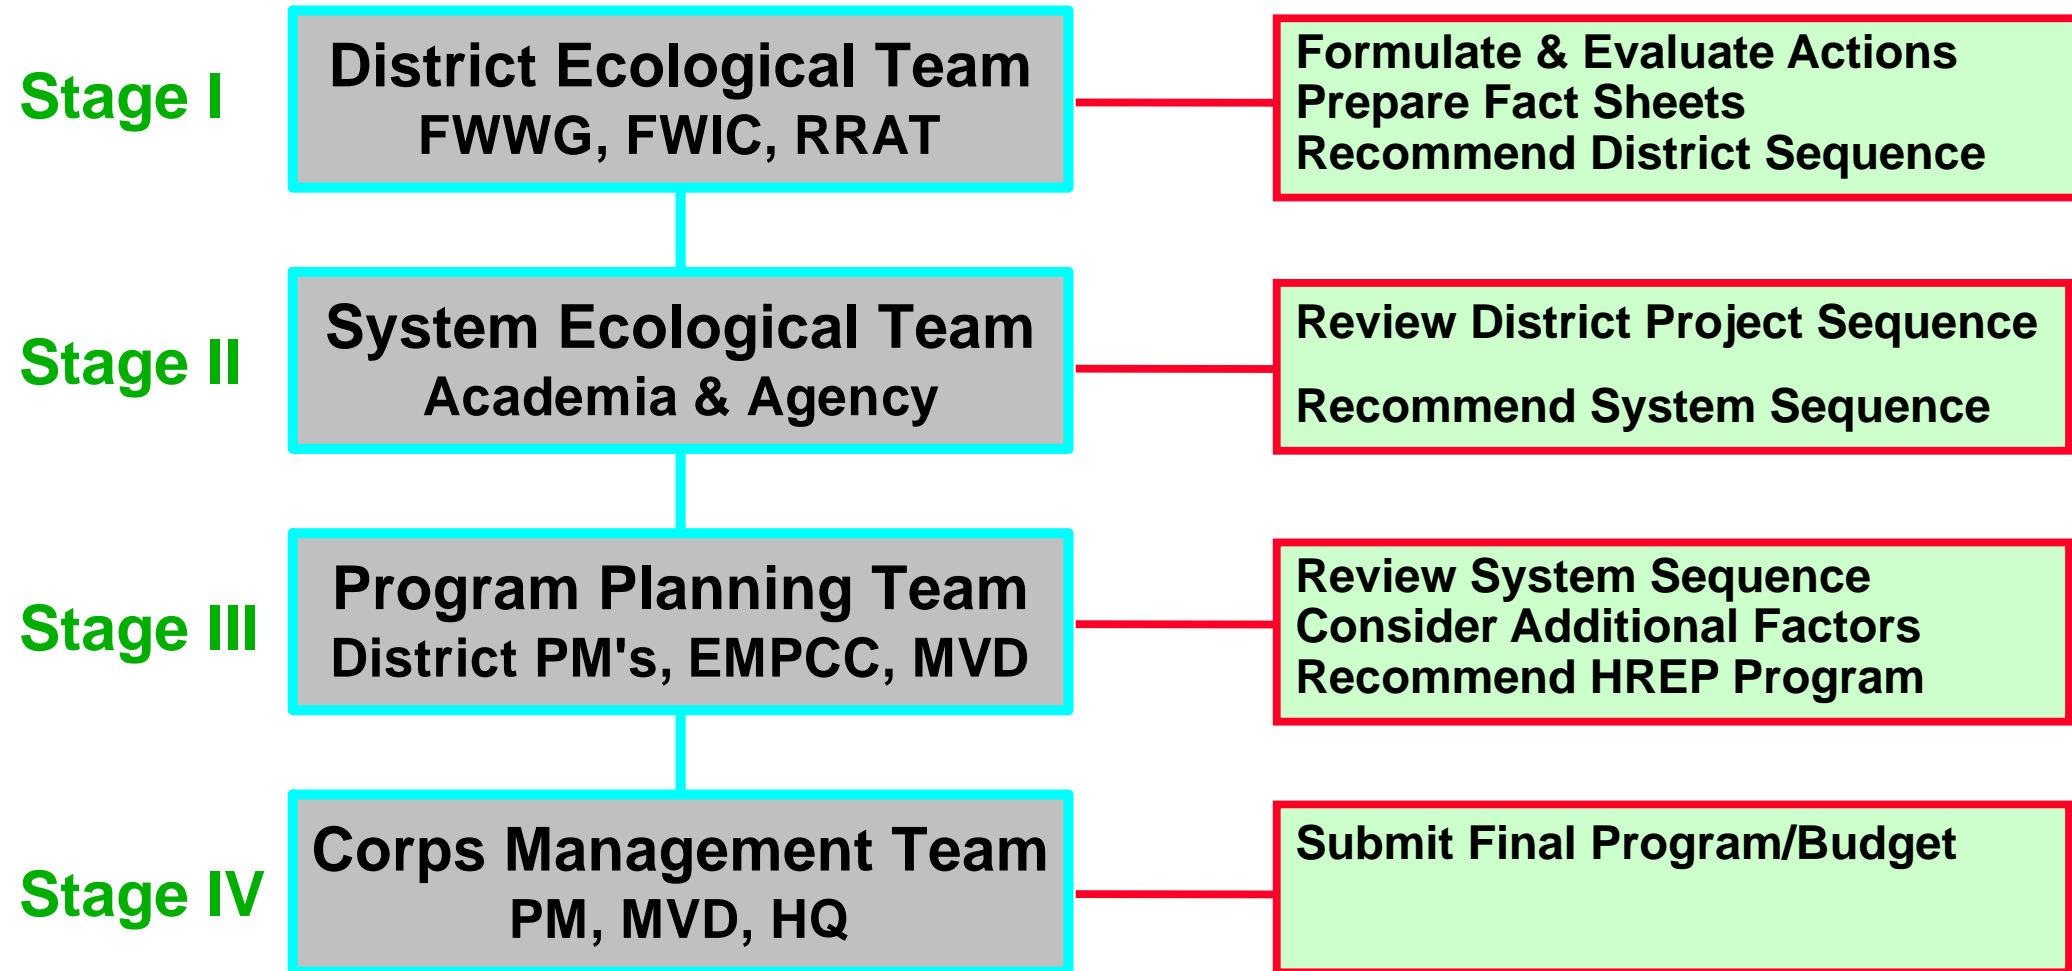 Stage I
District Ecological Team
FWWG, FWIC, RRAT
Formulate & Evaluate Actions
Prepare Fact Sheets
Recommend District Sequence
Stage II
System Ecological Team
Academia & Agency
Review District Project Sequence
Recommend System Sequence
Stage III
Program Planning Team
District PM's, EMPCC, MVD
Review System Sequence
Consider Additional Factors
Recommend HREP Program
Stage IV
Corps Management Team
PM, MVD, HQ
Submit Final Program/Budget